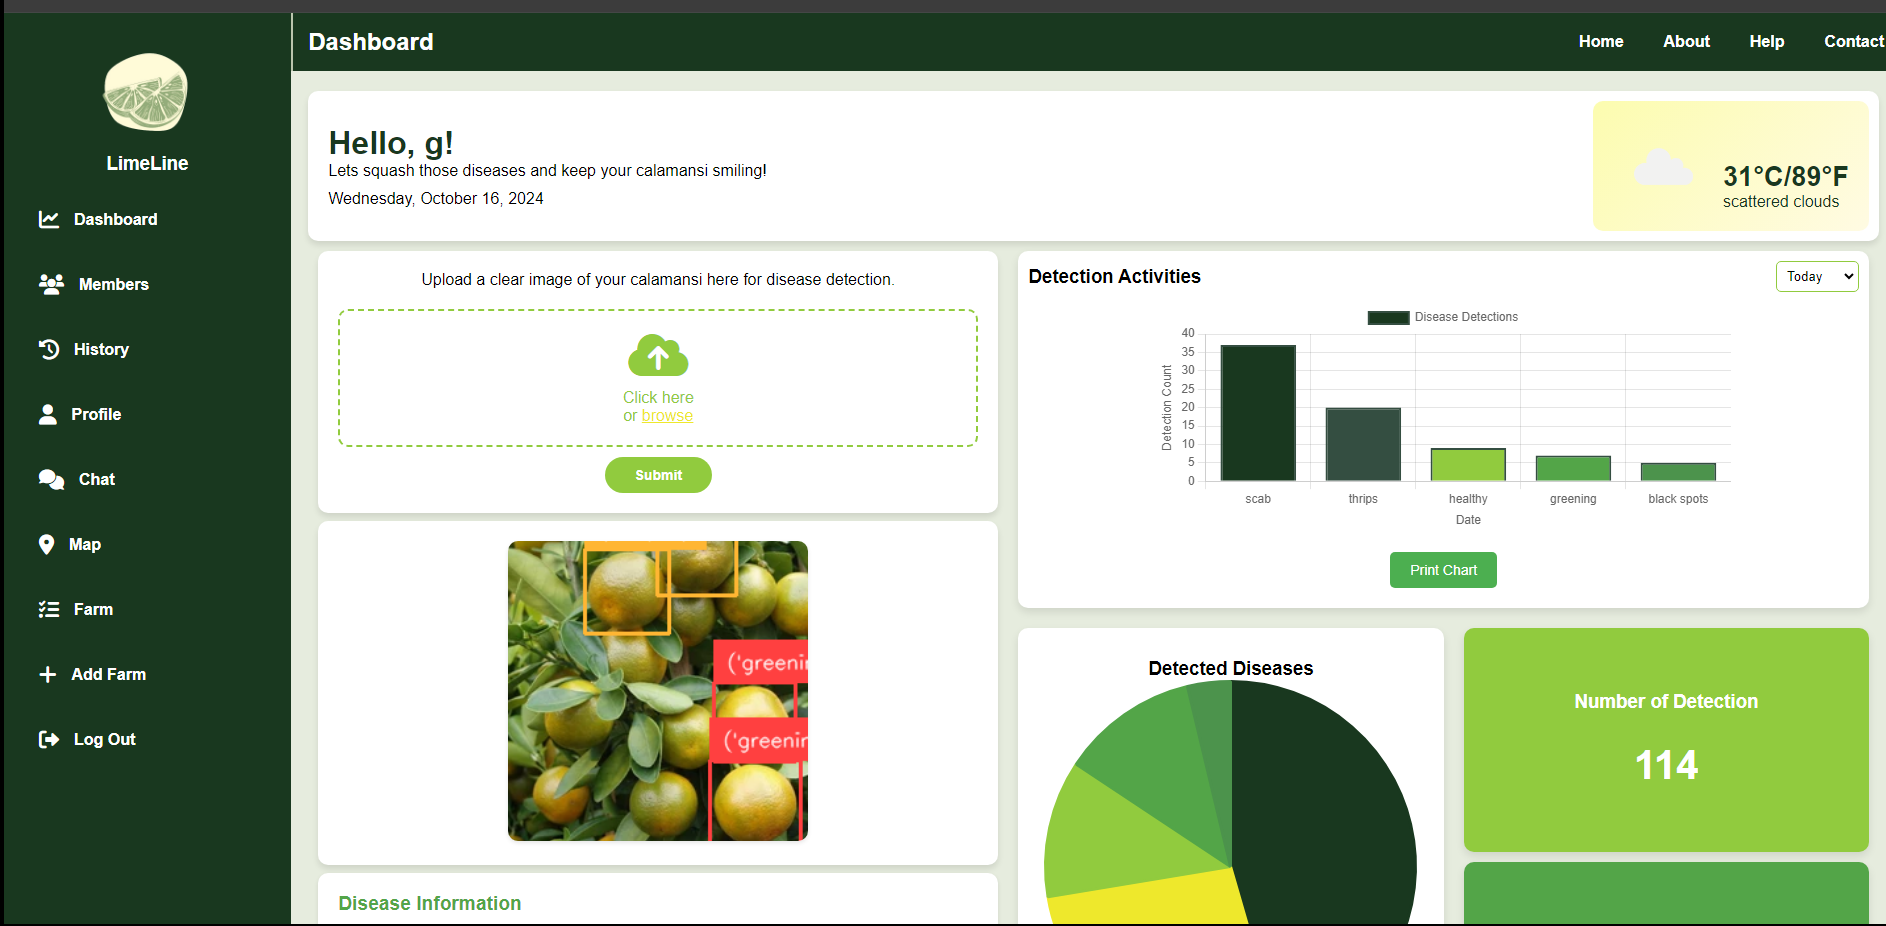 LimeLine
Dashboard
Members
History
Profile
Chat
Map
Farm
Add Farm
Log Out
Dashboard
Home
About
Help
Contact
Hello, g!
Lets squash those diseases and keep your calamansi smiling!
Wednesday, October 16, 2024
31°C/89°F
scattered clouds
Upload a clear image of your calamansi here for disease detection.
Click here
or browse
Submit
('greenin
('greenin
Disease Information
Detection Activities
Today
Disease Detections
Detection Count
40
35
30
25
20
15
10
5
0
scab
thrips
healthy
greening
black spots
Date
Print Chart
Detected Diseases
Number of Detection
114